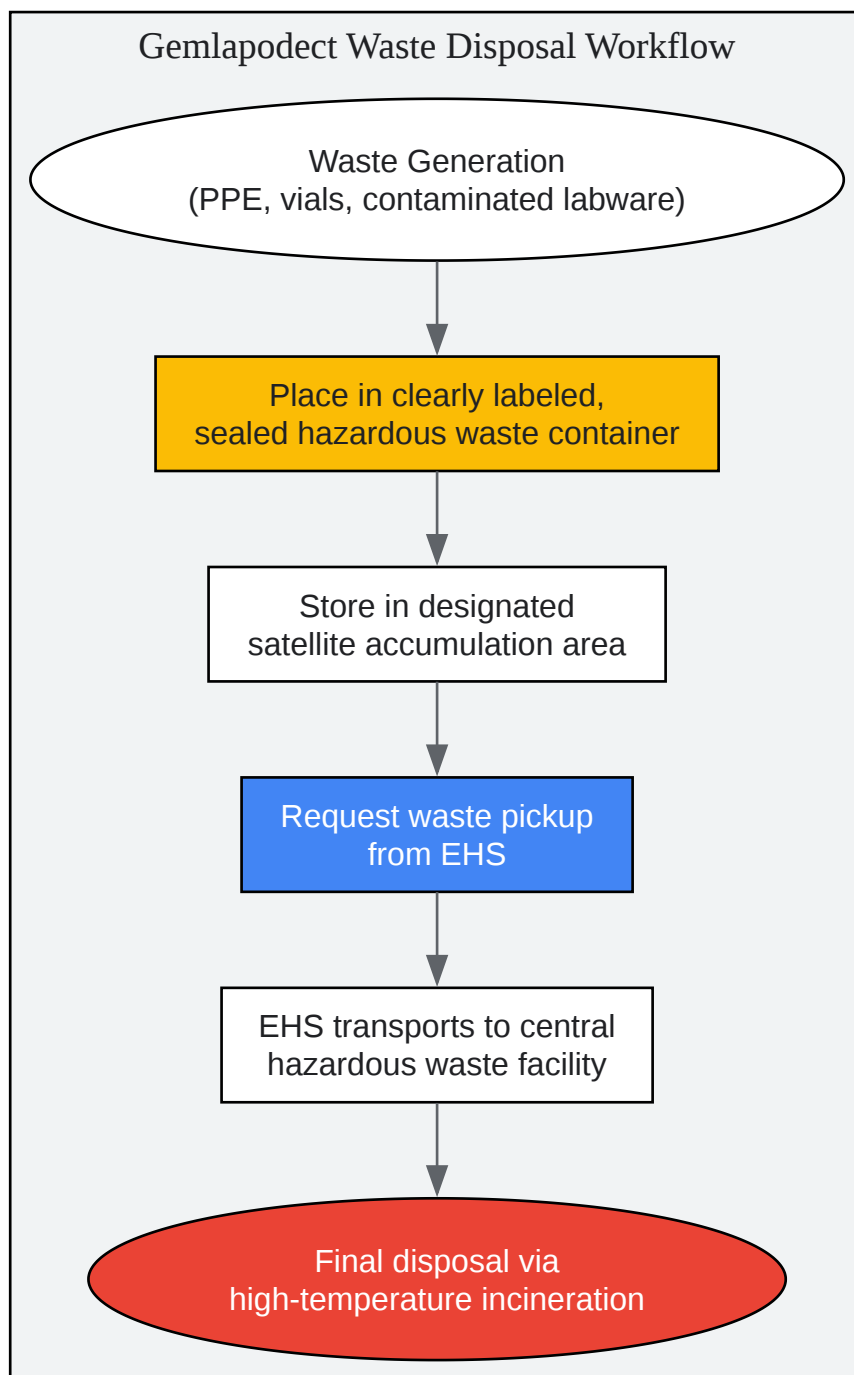 Gemlapodect Waste Disposal Workflow
Waste Generation
(PPE, vials, contaminated labware)
Place in clearly labeled,
sealed hazardous waste container
Store in designated
satellite accumulation area
Request waste pickup
from EHS
EHS transports to central
hazardous waste facility
Final disposal via
high-temperature incineration